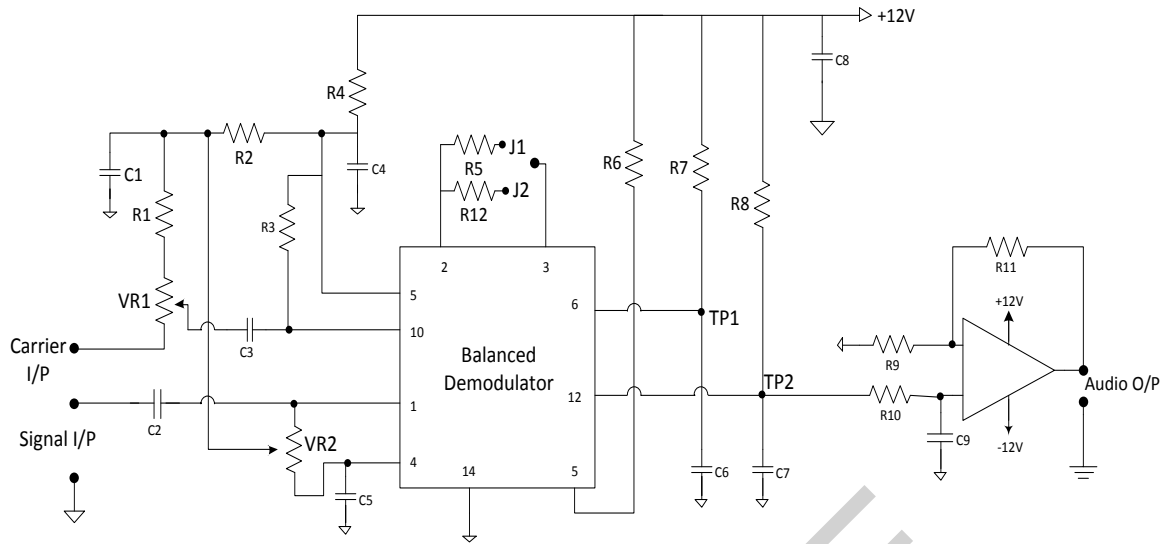 +12V
C8
R4
R2
C1
C4
R5
J1
R12
J2
R6
R7
R8
R1
R3
VR1
C3
Carrier
I/P
C2
Signal I/P
VR2
C5
2
3
5
10
1
4
14
5
6
12
Balanced
Demodulator
TP1
TP2
C6
C7
R9
R10
C9
R11
+12V
-12V
Audio O/P